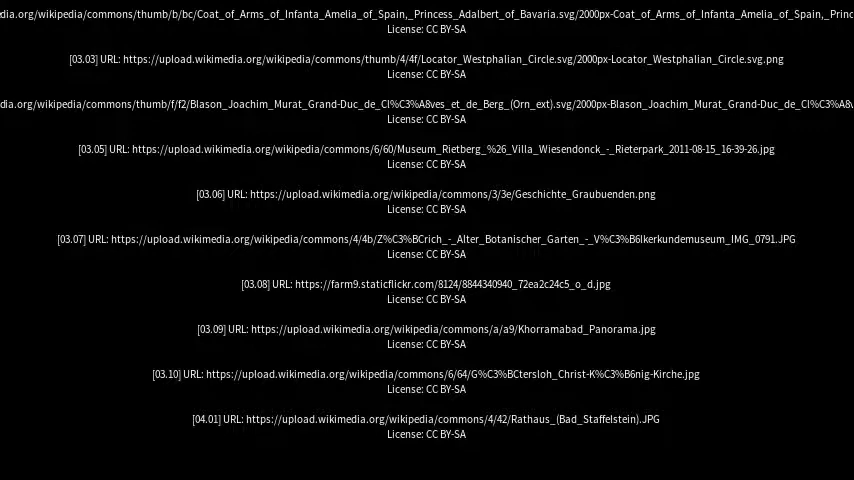 dia.org/wikipedia/commons/thumb/b/bc/Coat_of_Arms_of_Infanta_Amelia_of_Spain,_Princess_Adalbert_of_Bavaria.svg/2000px-Coat_of_Arms_of_Infanta_Amelia_of_Spain,_Princ
License: CC BY-SA
[03.03] URL: https://upload.wikimedia.org/wikipedia/commons/thumb/4/4f/Locator_Westphalian_Circle.svg/2000px-Locator_Westphalian_Circle.svg.png
License: CC BY-SA
dia.org/wikipedia/commons/thumb/f/f2/Blason_Joachim_Murat_Grand-Duc_de_Cl%C3%A8ves_et_de_Berg_(Orn_ext).svg/2000px-Blason_Joachim_Murat_Grand-Duc_de_Cl%C3%A8v
License: CC BY-SA
[03.05] URL: https://upload.wikimedia.org/wikipedia/commons/6/60/Museum_Rietberg_%26_Villa_Wiesendonck_-_Rieterpark_2011-08-15_16-39-26.jpg
License: CC BY-SA
[03.06] URL: https://upload.wikimedia.org/wikipedia/commons/3/3e/Geschichte_Graubuenden.png
License: CC BY-SA
[03.07] URL: https://upload.wikimedia.org/wikipedia/commons/4/4b/Z%C3%BCrich_-_Alter_Botanischer_Garten_-_V%C3%B6lkerkundemuseum_IMG_0791.JPG
License: CC BY-SA
[03.08] URL: https://farm9.staticflickr.com/8124/8844340940_72ea2c24c5_o_d.jpg
License: CC BY-SA
[03.09] URL: https://upload.wikimedia.org/wikipedia/commons/a/a9/Khorramabad_Panorama.jpg
License: CC BY-SA
[03.10] URL: https://upload.wikimedia.org/wikipedia/commons/6/64/G%C3%BCtersloh_Christ-K%C3%B6nig-Kirche.jpg
License: CC BY-SA
[04.01] URL: https://upload.wikimedia.org/wikipedia/commons/4/42/Rathaus_(Bad_Staffelstein).JPG
License: CC BY-SA